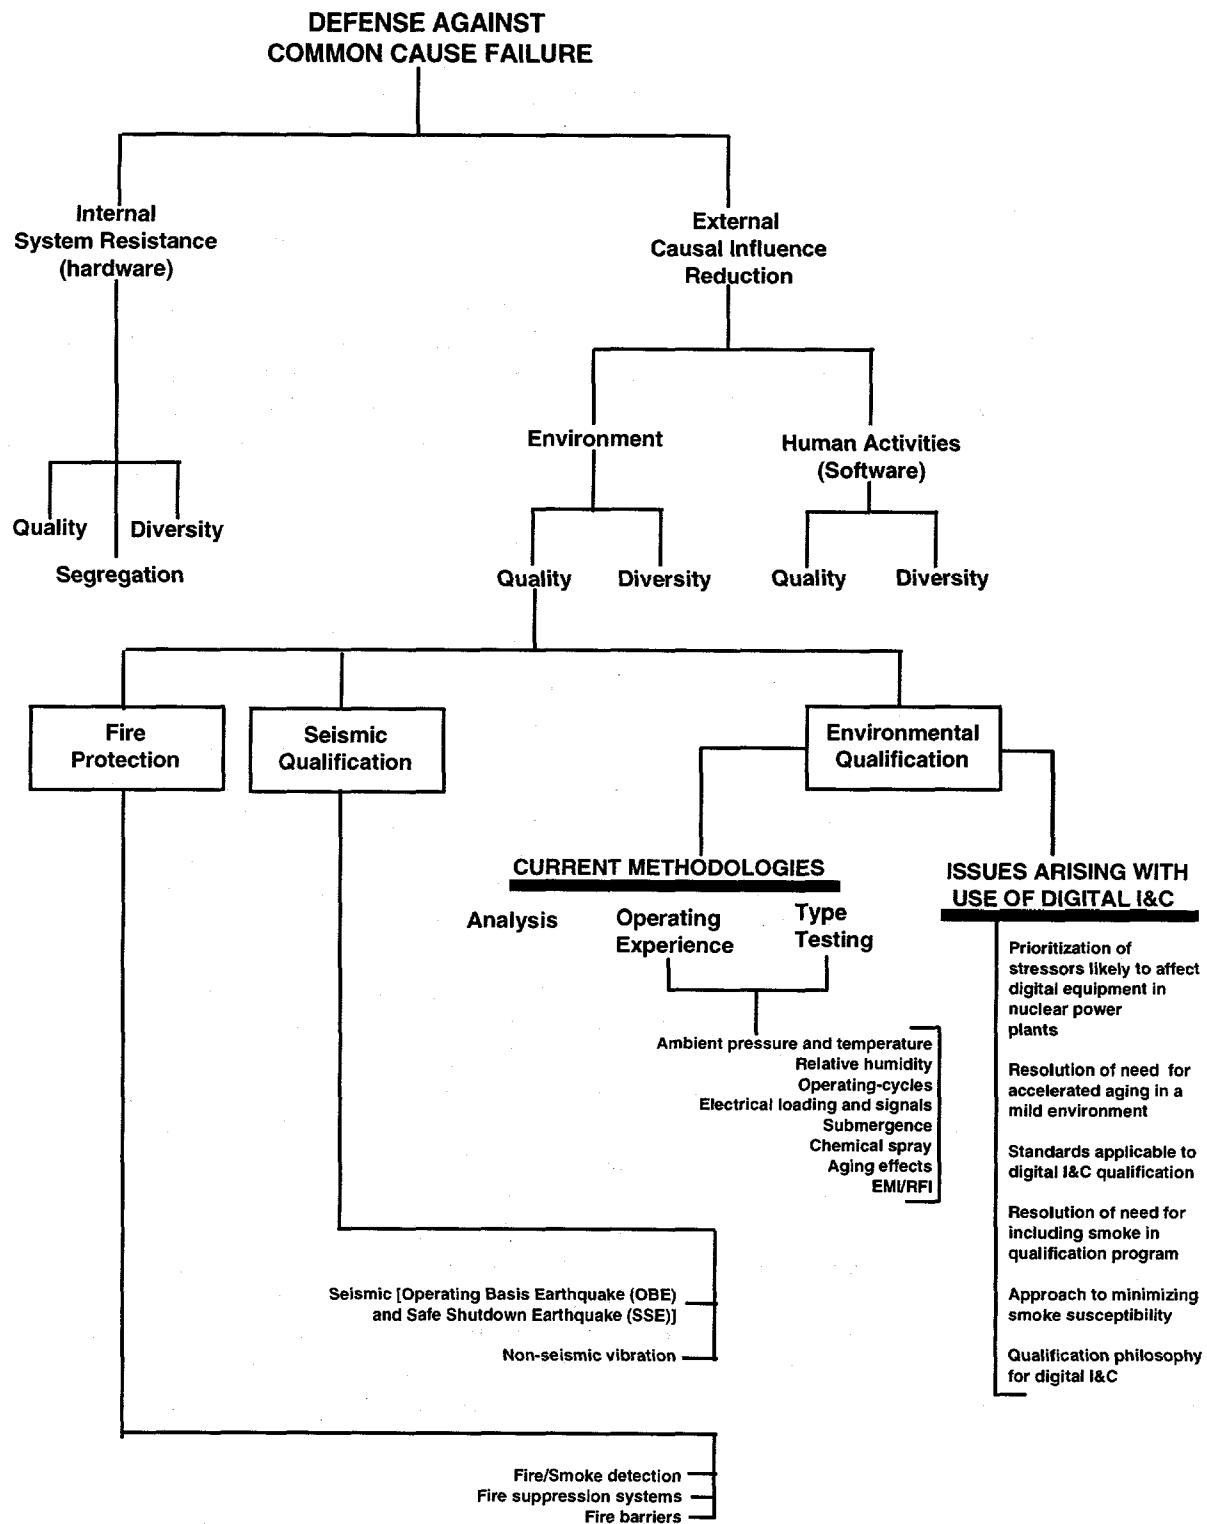 DEFENSE AGAINST
COMMON CAUSE FAILURE
Internal
System Resistance
(hardware)
External
Causal Influence
Reduction
Environment
Human Activities
(Software)
Quality
Diversity
Segregation
Quality
Diversity
Quality
Diversity
Fire
Protection
Seismic
Qualification
Environmental
Qualification
CURRENT METHODOLOGIES
Analysis
Operating
Experience
Type
Testing
Ambient pressure and temperature
Relative humidity
Operating-cycles
Electrical loading and signals
Submergence
Chemical spray
Aging effects
EMI/RFI
ISSUES ARISING WITH
USE OF DIGITAL I&C
Prioritization of
stressors likely to affect
digital equipment in
nuclear power
plants
Resolution of need for
accelerated aging in a
mild environment
Standards applicable to
digital I&C qualification
Resolution of need for
including smoke in
qualification program
Approach to minimizing
smoke susceptibility
Qualification philosophy
for digital I&C
Seismic [Operating Basis Earthquake (OBE)
and Safe Shutdown Earthquake (SSE)]
Non-seismic vibration
Fire/Smoke detection
Fire suppression systems
Fire barriers